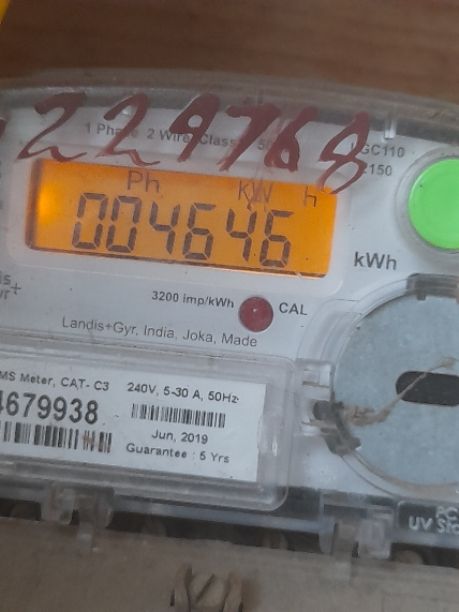 229768
1 Phase 2 Wire Class
GC110
150
Ph KW h
004646
kWh
3200 imp/kWh
CAL
Landis+Gyr, India, Joka, Made
MS Meter, CAT- C3
240V, 5-30 A, 50Hz
4679938
Jun, 2019
Guarantee : 5 Yrs
PC
UV